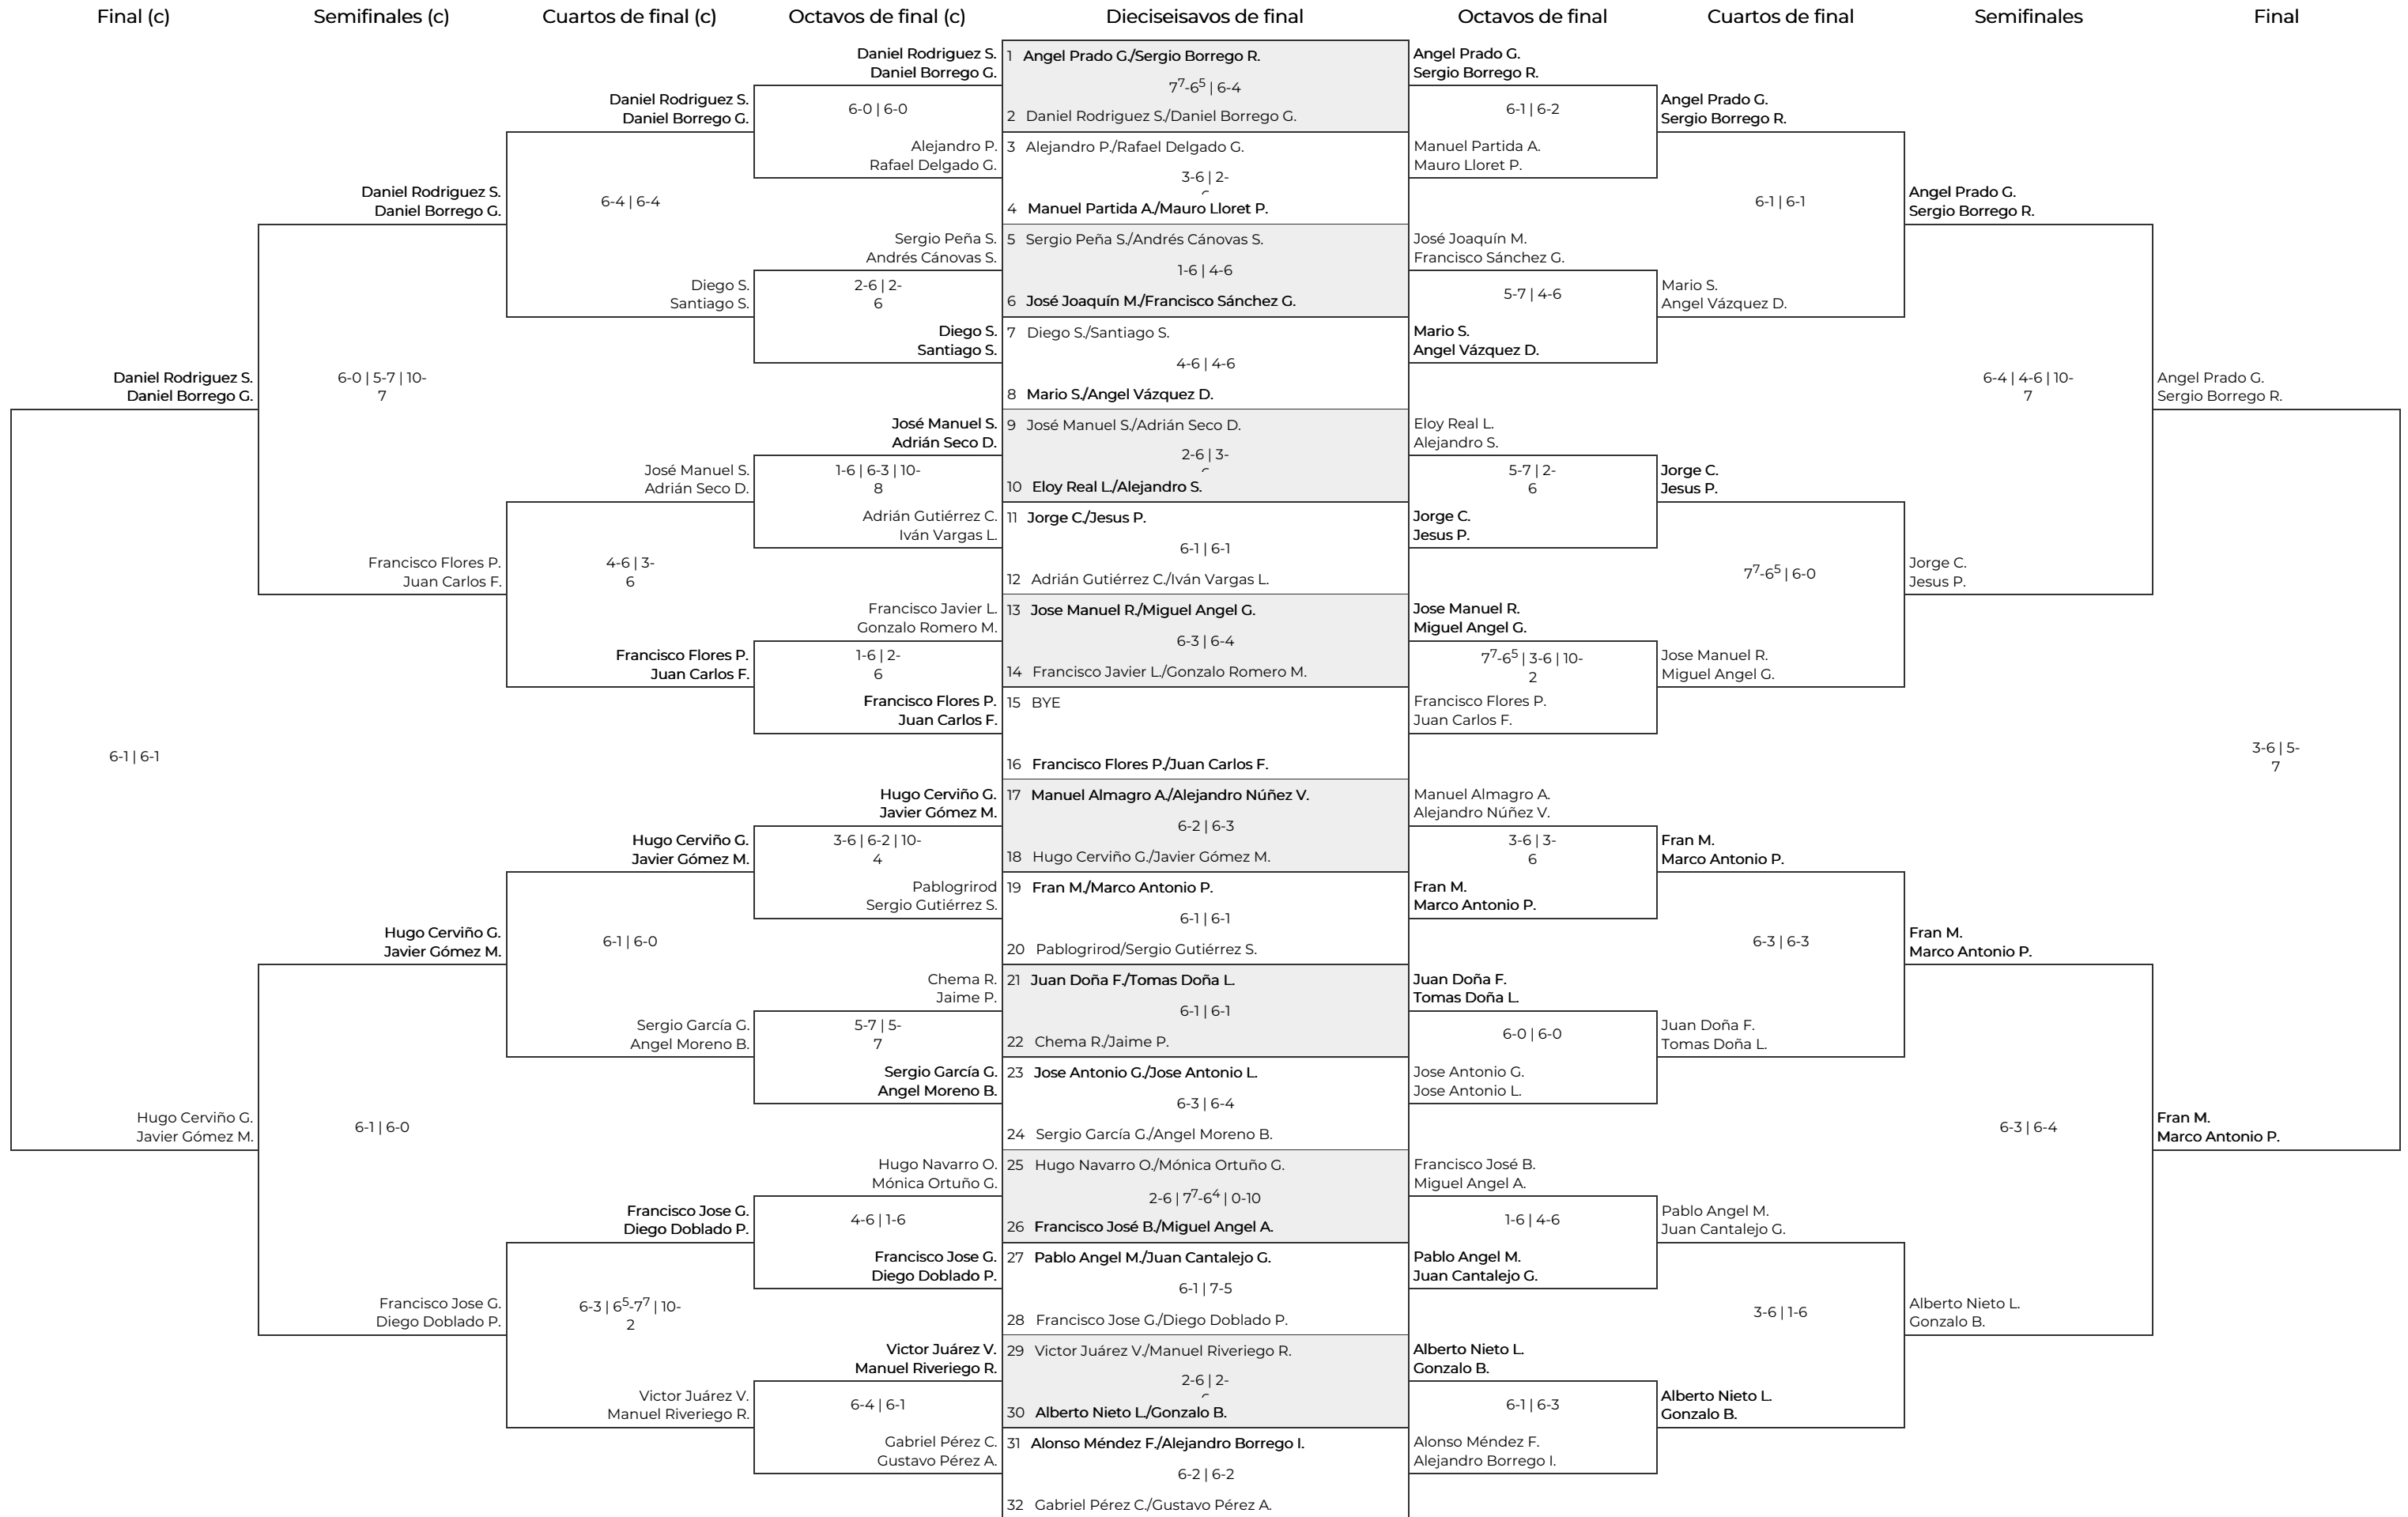 Final (c)
Semifinales (c)
Cuartos de final (c)
Octavos de final (c)
Dieciseisavos de final
Octavos de final
Cuartos de final
Semifinales
Final
Daniel Rodriguez S.
Daniel Borrego G.
6-1 | 6-1
Hugo Cerviño G.
Javier Gómez M.
Daniel Rodriguez S.
Daniel Borrego G.
6-0 | 5-7 | 10-
7
Francisco Flores P.
Juan Carlos F.
Hugo Cerviño G.
Javier Gómez M.
6-1 | 6-0
Francisco Jose G.
Diego Doblado P.
Daniel Rodriguez S.
Daniel Borrego G.
6-4 | 6-4
Diego S.
Santiago S.
José Manuel S.
Adrián Seco D.
4-6 | 3-
6
Francisco Flores P.
Juan Carlos F.
Hugo Cerviño G.
Javier Gómez M.
6-1 | 6-0
Sergio García G.
Angel Moreno B.
Francisco Jose G.
Diego Doblado P.
6-3 | 6⁵-7⁷ | 10-
2
Victor Juárez V.
Manuel Riveriego R.
Daniel Rodriguez S.
Daniel Borrego G.
6-0 | 6-0
Alejandro P.
Rafael Delgado G.
Sergio Peña S.
Andrés Cánovas S.
2-6 | 2-
6
Diego S.
Santiago S.
José Manuel S.
Adrián Seco D.
1-6 | 6-3 | 10-
8
Adrián Gutiérrez C.
Iván Vargas L.
Francisco Javier L.
Gonzalo Romero M.
1-6 | 2-
6
Francisco Flores P.
Juan Carlos F.
Hugo Cerviño G.
Javier Gómez M.
3-6 | 6-2 | 10-
4
Pablogrirod
Sergio Gutiérrez S.
Chema R.
Jaime P.
5-7 | 5-
7
Sergio García G.
Angel Moreno B.
Hugo Navarro O.
Mónica Ortuño G.
4-6 | 1-6
Francisco Jose G.
Diego Doblado P.
Victor Juárez V.
Manuel Riveriego R.
6-4 | 6-1
Gabriel Pérez C.
Gustavo Pérez A.
1 Angel Prado G./Sergio Borrego R.
7⁷-6⁵ | 6-4
2 Daniel Rodriguez S./Daniel Borrego G.
3 Alejandro P./Rafael Delgado G.
3-6 | 2-
4 Manuel Partida A./Mauro Lloret P.
5 Sergio Peña S./Andrés Cánovas S.
1-6 | 4-6
6 José Joaquín M./Francisco Sánchez G.
7 Diego S./Santiago S.
4-6 | 4-6
8 Mario S./Angel Vázquez D.
9 José Manuel S./Adrián Seco D.
2-6 | 3-
10 Eloy Real L./Alejandro S.
11 Jorge C./Jesus P.
6-1 | 6-1
12 Adrián Gutiérrez C./Iván Vargas L.
13 Jose Manuel R./Miguel Angel G.
6-3 | 6-4
14 Francisco Javier L./Gonzalo Romero M.
15 BYE
16 Francisco Flores P./Juan Carlos F.
17 Manuel Almagro A./Alejandro Núñez V.
6-2 | 6-3
18 Hugo Cerviño G./Javier Gómez M.
19 Fran M./Marco Antonio P.
6-1 | 6-1
20 Pablogrirod/Sergio Gutiérrez S.
21 Juan Doña F./Tomas Doña L.
6-1 | 6-1
22 Chema R./Jaime P.
23 Jose Antonio G./Jose Antonio L.
6-3 | 6-4
24 Sergio García G./Angel Moreno B.
25 Hugo Navarro O./Mónica Ortuño G.
2-6 | 7⁷-6⁴ | 0-10
26 Francisco José B./Miguel Angel A.
27 Pablo Angel M./Juan Cantalejo G.
6-1 | 7-5
28 Francisco Jose G./Diego Doblado P.
29 Victor Juárez V./Manuel Riveriego R.
2-6 | 2-
30 Alberto Nieto L./Gonzalo B.
31 Alonso Méndez F./Alejandro Borrego I.
6-2 | 6-2
32 Gabriel Pérez C./Gustavo Pérez A.
Angel Prado G.
Sergio Borrego R.
6-1 | 6-2
Manuel Partida A.
Mauro Lloret P.
José Joaquín M.
Francisco Sánchez G.
5-7 | 4-6
Mario S.
Angel Vázquez D.
Eloy Real L.
Alejandro S.
5-7 | 2-
6
Jorge C.
Jesus P.
Jose Manuel R.
Miguel Angel G.
7⁷-6⁵ | 3-6 | 10-
2
Francisco Flores P.
Juan Carlos F.
Manuel Almagro A.
Alejandro Núñez V.
3-6 | 3-
6
Fran M.
Marco Antonio P.
Juan Doña F.
Tomas Doña L.
6-0 | 6-0
Jose Antonio G.
Jose Antonio L.
Francisco José B.
Miguel Angel A.
1-6 | 4-6
Pablo Angel M.
Juan Cantalejo G.
Alberto Nieto L.
Gonzalo B.
6-1 | 6-3
Alonso Méndez F.
Alejandro Borrego I.
Angel Prado G.
Sergio Borrego R.
6-1 | 6-1
Mario S.
Angel Vázquez D.
Jorge C.
Jesus P.
7⁷-6⁵ | 6-0
Jose Manuel R.
Miguel Angel G.
Fran M.
Marco Antonio P.
6-3 | 6-3
Juan Doña F.
Tomas Doña L.
Pablo Angel M.
Juan Cantalejo G.
3-6 | 1-6
Alberto Nieto L.
Gonzalo B.
Angel Prado G.
Sergio Borrego R.
6-4 | 4-6 | 10-
7
Jorge C.
Jesus P.
Fran M.
Marco Antonio P.
6-3 | 6-4
Alberto Nieto L.
Gonzalo B.
Angel Prado G.
Sergio Borrego R.
3-6 | 5-
7
Fran M.
Marco Antonio P.